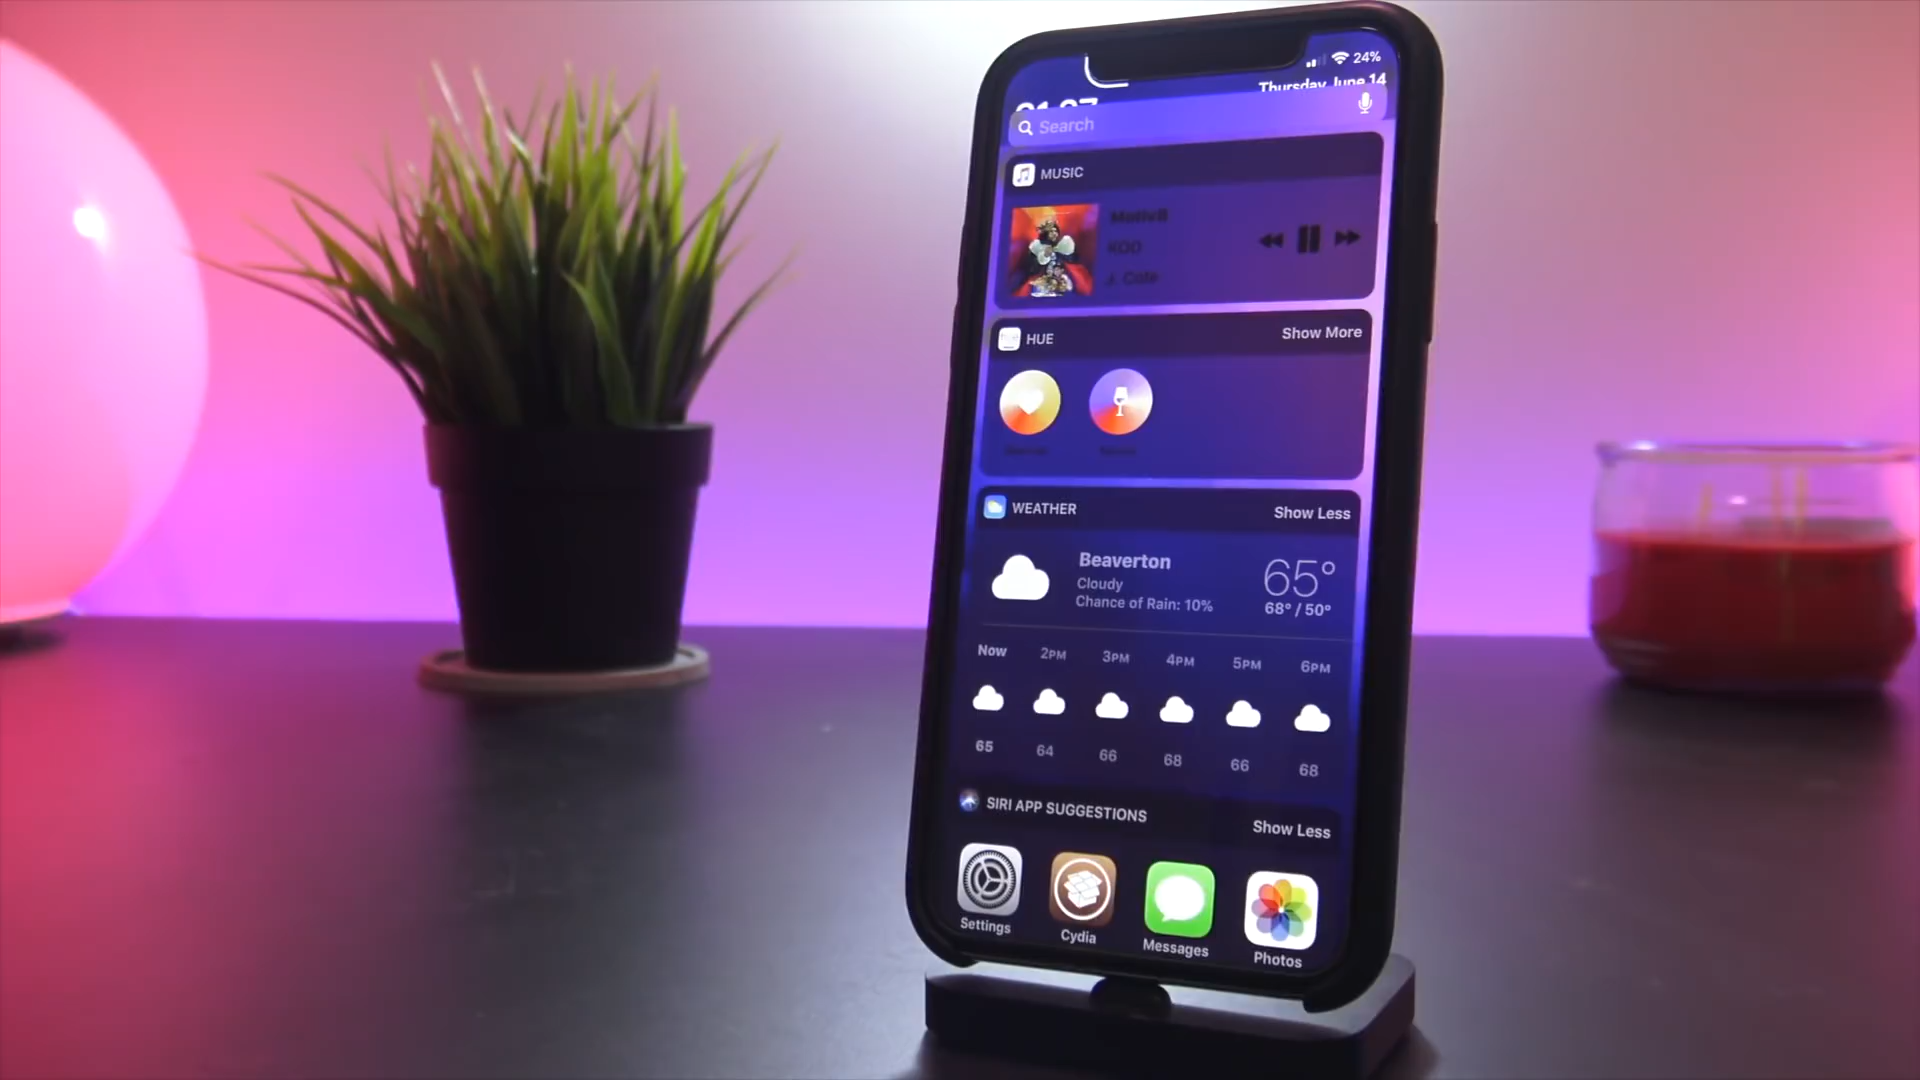 24%
Thursday, June 14
Search
MUSIC
KOD
J. Cole
HUE
Show More
WEATHER
Show Less
Beaverton
Cloudy
Chance of Rain: 10%
65°
68° / 50°
Now 2PM 3PM 4PM 5PM 6PM
65 64 66 68 66 68
SIRI APP SUGGESTIONS
Show Less
Settings
Cydia
Messages
Photos